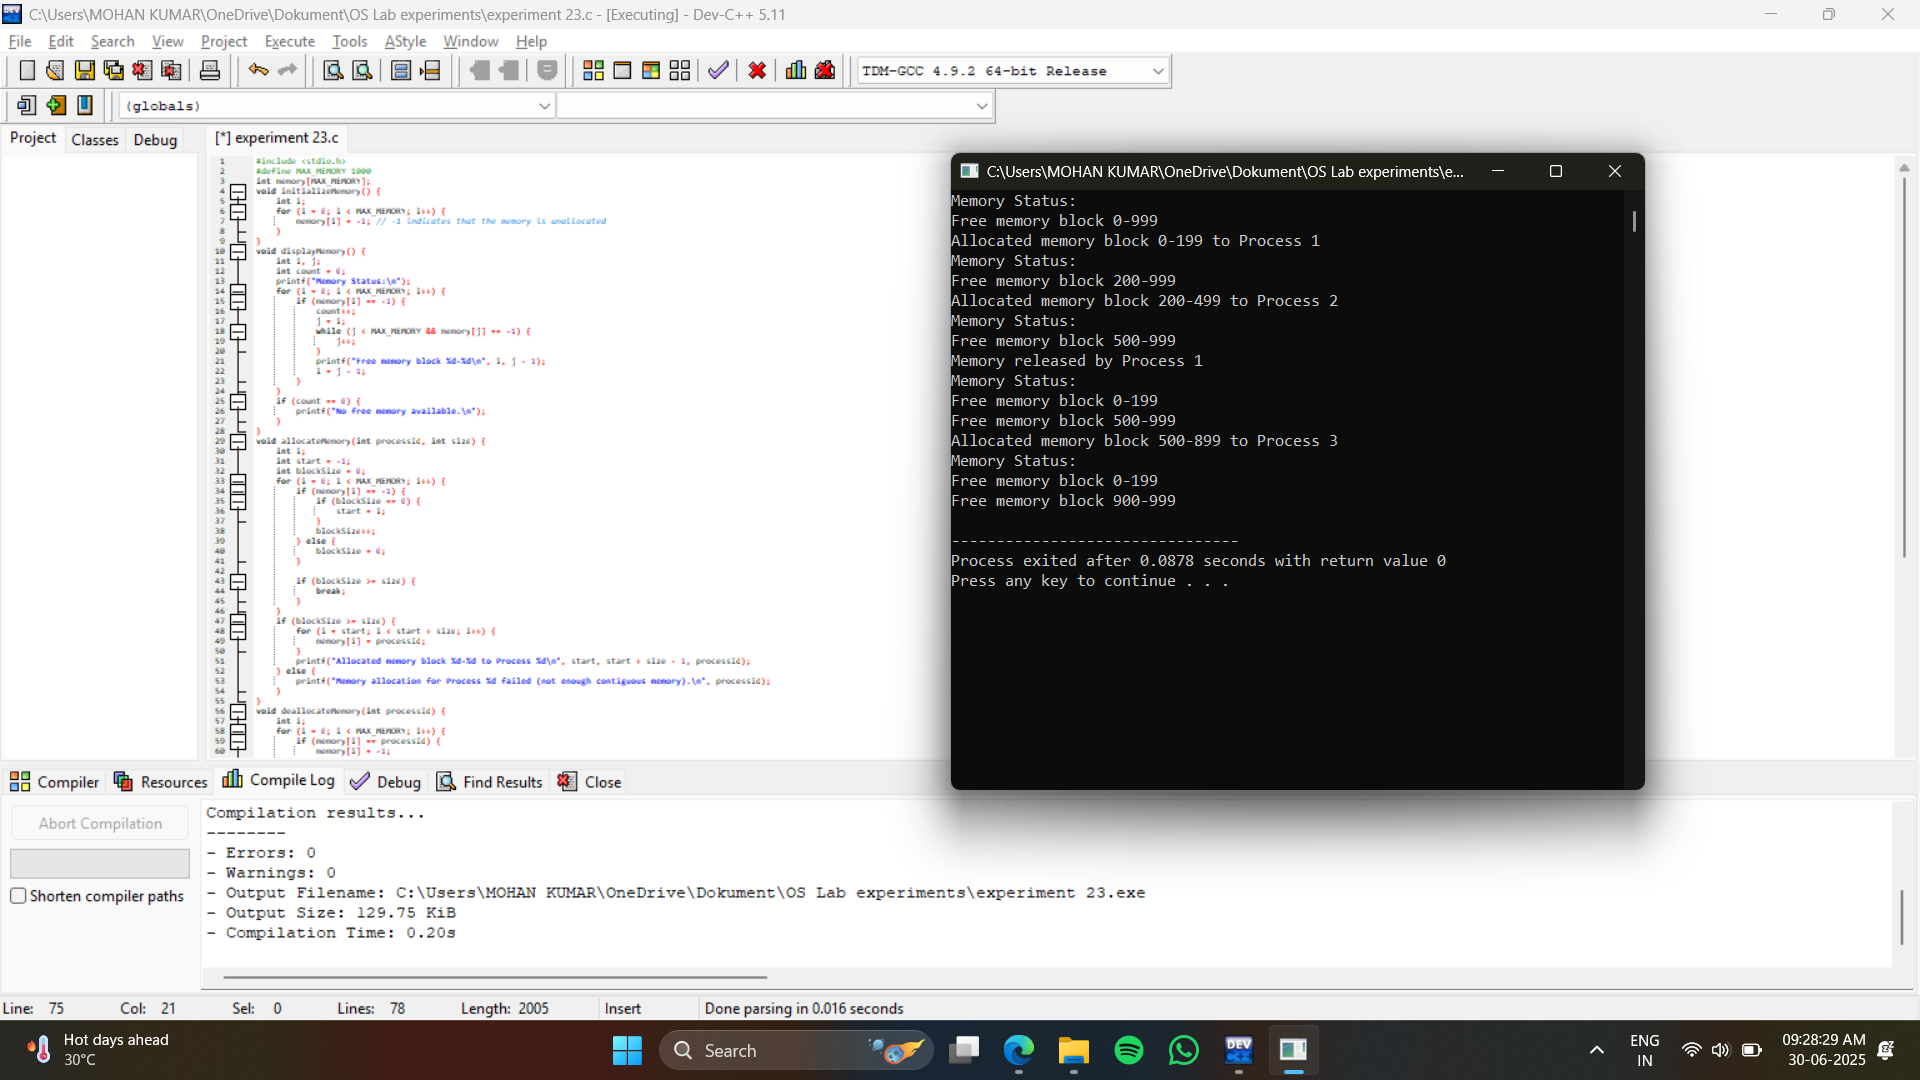 C:\Users\MOHAN KUMAR\OneDrive\Dokument\OS Lab experiments\experiment 23.c - [Executing] - Dev-C++ 5.11
File Edit Search View Project Execute Tools AStyle Window Help
TDM-GCC 4.9.2 64-bit Release
(globals)
Project Classes Debug
[*] experiment 23.c
1 #include <stdio.h>
2 #define MAX_MEMORY 1000
3 int memory[MAX_MEMORY];
4 void initializeMemory() {
5 int i;
6 for (i = 0; i < MAX_MEMORY; i++) {
7 memory[i] = -1; // -1 indicates that the memory is unallocated
8 }
9 }
10 void displayMemory() {
11 int i, j;
12 int count = 0;
13 printf("Memory Status:\n");
14 for (i = 0; i < MAX_MEMORY; i++) {
15 if (memory[i] == -1) {
16 count++;
17 j = i;
18 while (j < MAX_MEMORY && memory[j] == -1) {
19 j++;
20 }
21 printf("Free memory block %d-%d\n", i, j - 1);
22 i = j - 1;
23 }
24 }
25 if (count == 0) {
26 printf("No free memory available.\n");
27 }
28 }
29 void allocateMemory(int processId, int size) {
30 int i;
31 int start = -1;
32 int blockSize = 0;
33 for (i = 0; i < MAX_MEMORY; i++) {
34 if (memory[i] == -1) {
35 if (blockSize == 0) {
36 start = i;
37 }
38 blockSize++;
39 } else {
40 blockSize = 0;
41 }
42
43 if (blockSize >= size) {
44 break;
45 }
46 }
47 if (blockSize >= size) {
48 for (i = start; i < start + size; i++) {
49 memory[i] = processId;
50 }
51 printf("Allocated memory block %d-%d to Process %d\n", start, start + size - 1, processId);
52 } else {
53 printf("Memory allocation for Process %d failed (not enough contiguous memory).\n", processId);
54 }
55 }
56 void deallocateMemory(int processId) {
57 int i;
58 for (i = 0; i < MAX_MEMORY; i++) {
59 if (memory[i] == processId) {
60 memory[i] = -1;
C:\Users\MOHAN KUMAR\OneDrive\Dokument\OS Lab experiments\e...
Memory Status:
Free memory block 0-999
Allocated memory block 0-199 to Process 1
Memory Status:
Free memory block 200-999
Allocated memory block 200-499 to Process 2
Memory Status:
Free memory block 500-999
Memory released by Process 1
Memory Status:
Free memory block 0-199
Free memory block 500-999
Allocated memory block 500-899 to Process 3
Memory Status:
Free memory block 0-199
Free memory block 900-999
--------------------------------
Process exited after 0.0878 seconds with return value 0
Press any key to continue . . .
Compiler Resources Compile Log Debug Find Results Close
Abort Compilation
Shorten compiler paths
Compilation results...
--------
- Errors: 0
- Warnings: 0
- Output Filename: C:\Users\MOHAN KUMAR\OneDrive\Dokument\OS Lab experiments\experiment 23.exe
- Output Size: 129.75 KiB
- Compilation Time: 0.20s
Line: 75 Col: 21 Sel: 0 Lines: 78 Length: 2005 Insert Done parsing in 0.016 seconds
Hot days ahead
30°C
Search
DEV
ENG
IN
09:28:29 AM
30-06-2025